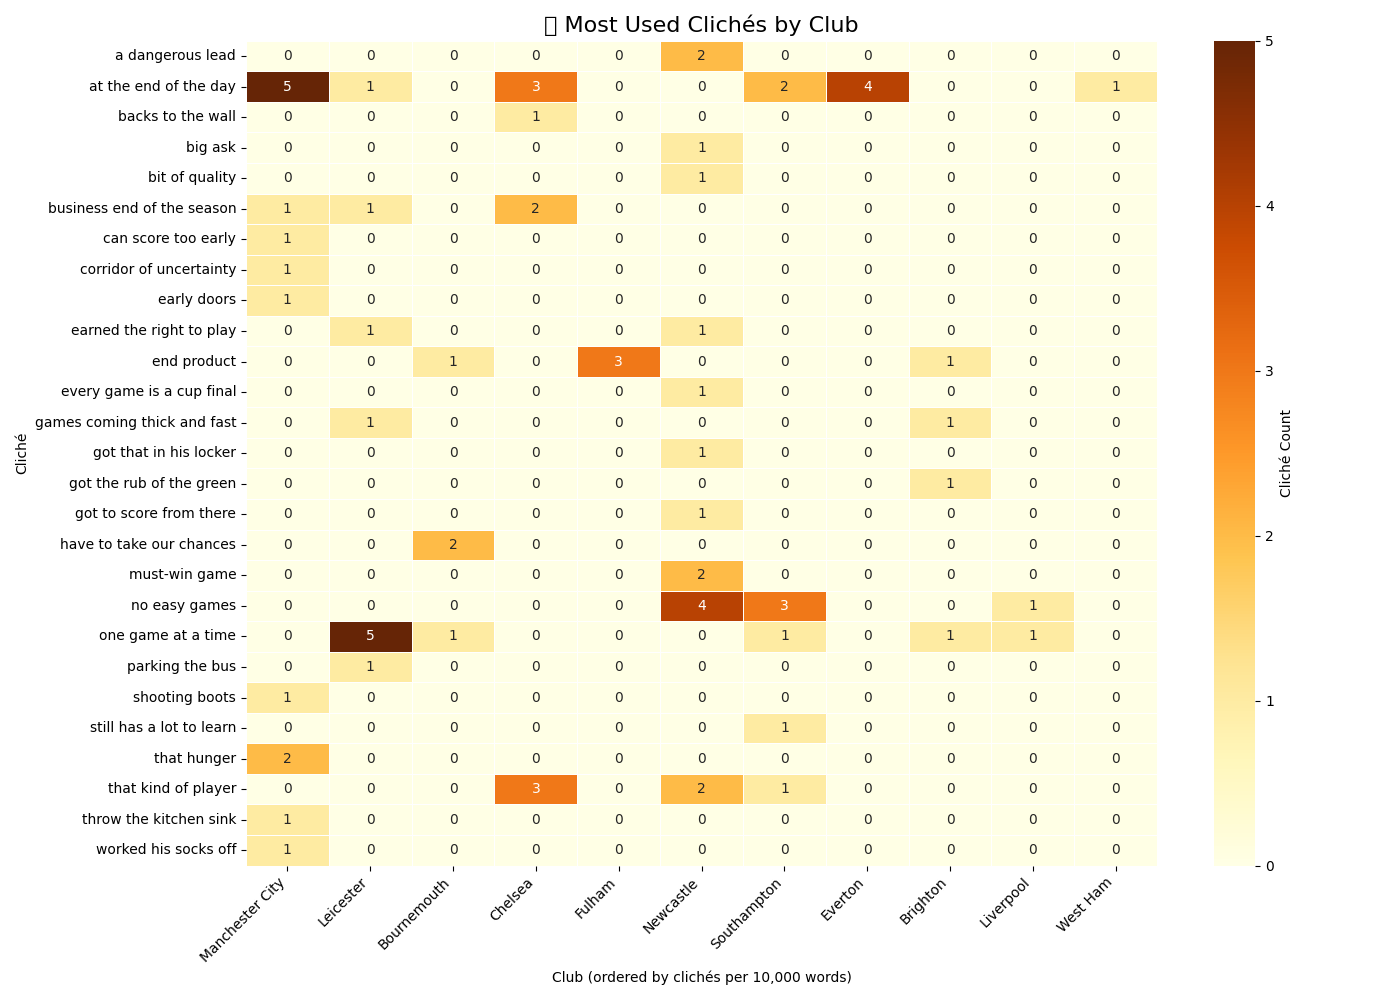 ▯ Most Used Clichés by Club
a dangerous lead 0 0 0 0 0 2 0 0 0 0 0
at the end of the day 5 1 0 3 0 0 2 4 0 0 1
backs to the wall 0 0 0 1 0 0 0 0 0 0 0
big ask 0 0 0 0 0 1 0 0 0 0 0
bit of quality 0 0 0 0 0 1 0 0 0 0 0
business end of the season 1 1 0 2 0 0 0 0 0 0 0
can score too early 1 0 0 0 0 0 0 0 0 0 0
corridor of uncertainty 1 0 0 0 0 0 0 0 0 0 0
early doors 1 0 0 0 0 0 0 0 0 0 0
earned the right to play 0 1 0 0 0 1 0 0 0 0 0
end product 0 0 1 0 3 0 0 0 1 0 0
every game is a cup final 0 0 0 0 0 1 0 0 0 0 0
games coming thick and fast 0 1 0 0 0 0 0 0 1 0 0
got that in his locker 0 0 0 0 0 1 0 0 0 0 0
got the rub of the green 0 0 0 0 0 0 0 0 1 0 0
got to score from there 0 0 0 0 0 1 0 0 0 0 0
have to take our chances 0 0 2 0 0 0 0 0 0 0 0
must-win game 0 0 0 0 0 2 0 0 0 0 0
no easy games 0 0 0 0 0 4 3 0 0 1 0
one game at a time 0 5 1 0 0 0 1 0 1 1 0
parking the bus 0 1 0 0 0 0 0 0 0 0 0
shooting boots 1 0 0 0 0 0 0 0 0 0 0
still has a lot to learn 0 0 0 0 0 0 1 0 0 0 0
that hunger 2 0 0 0 0 0 0 0 0 0 0
that kind of player 0 0 0 3 0 2 1 0 0 0 0
throw the kitchen sink 1 0 0 0 0 0 0 0 0 0 0
worked his socks off 1 0 0 0 0 0 0 0 0 0 0
Cliché
Manchester City Leicester Bournemouth Chelsea Fulham Newcastle Southampton Everton Brighton Liverpool West Ham
Club (ordered by clichés per 10,000 words)
5
4
3
2
1
0
Cliché Count